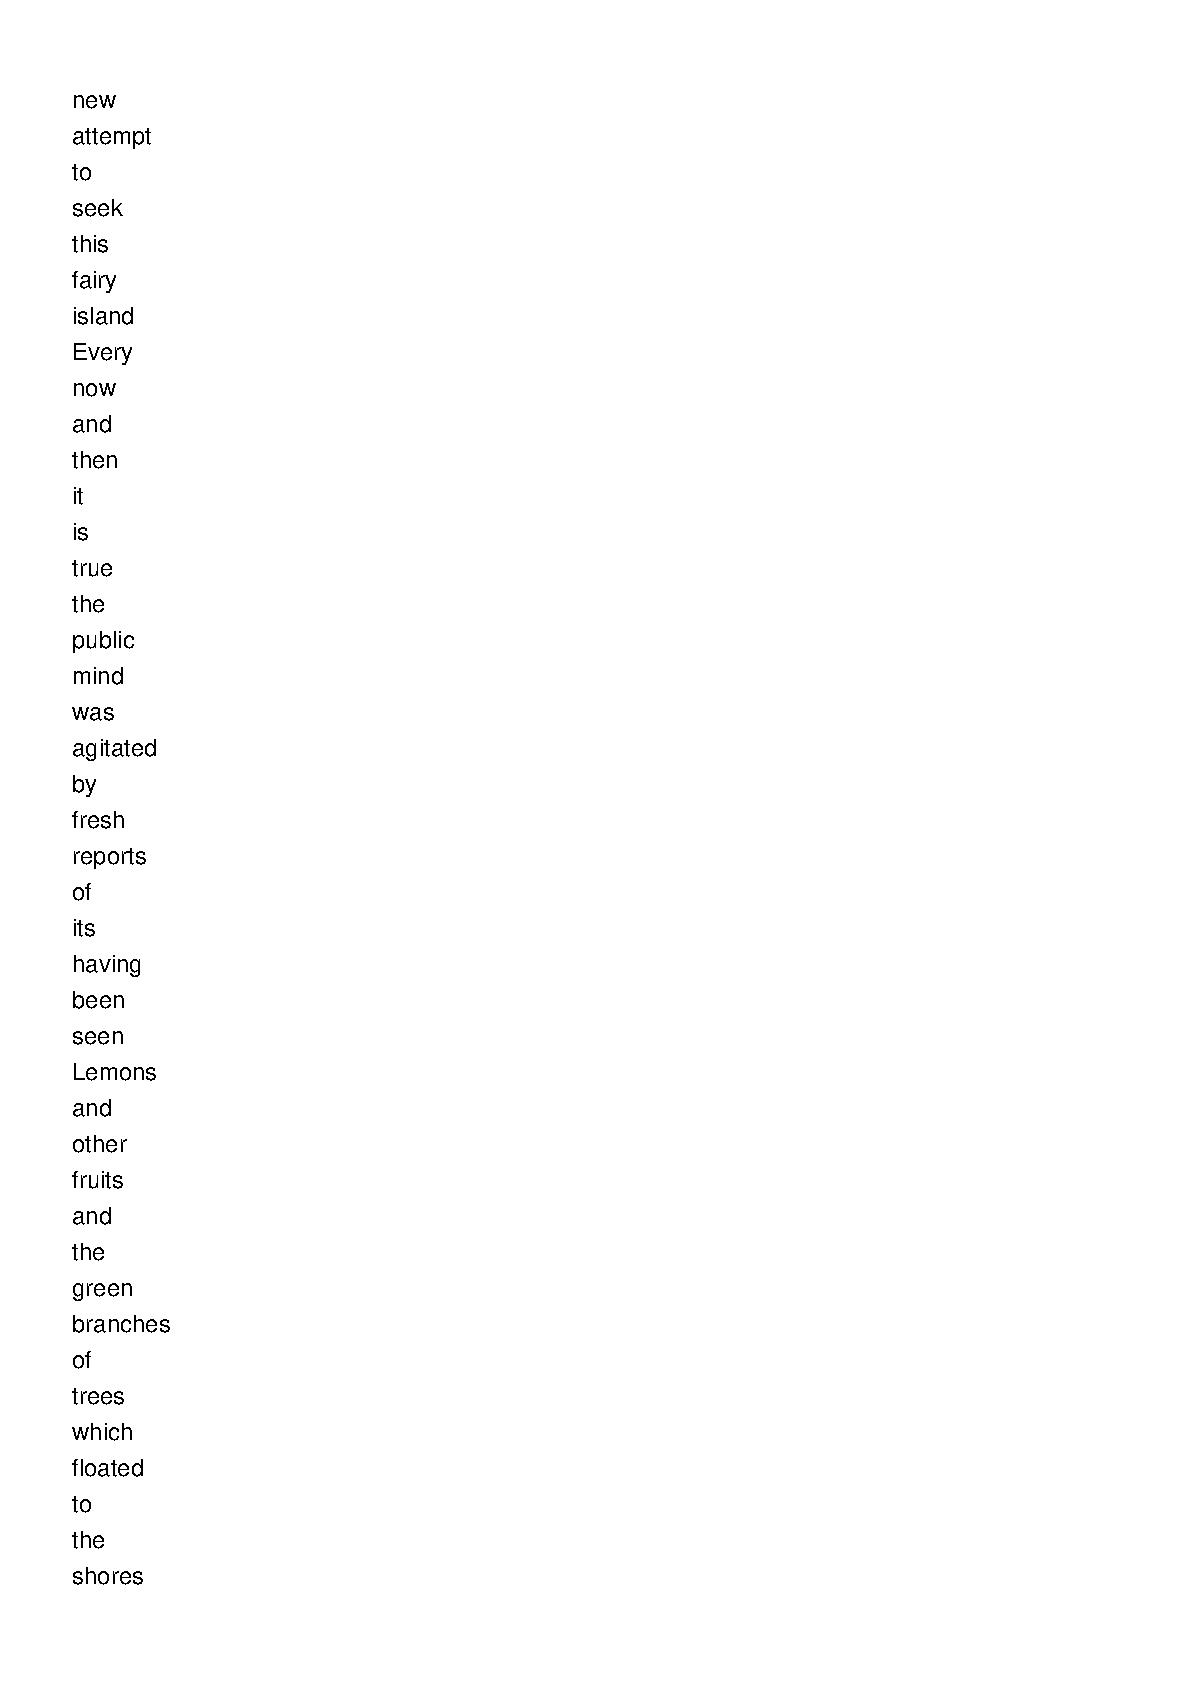 new
attempt
to
seek
this
fairy
island
Every
now
and
then
it
is
true
the
public
mind
was
agitated
by
fresh
reports
of
its
having
been
seen
Lemons
and
other
fruits
and
the
green
branches
of
trees
which
floated
to
the
shores